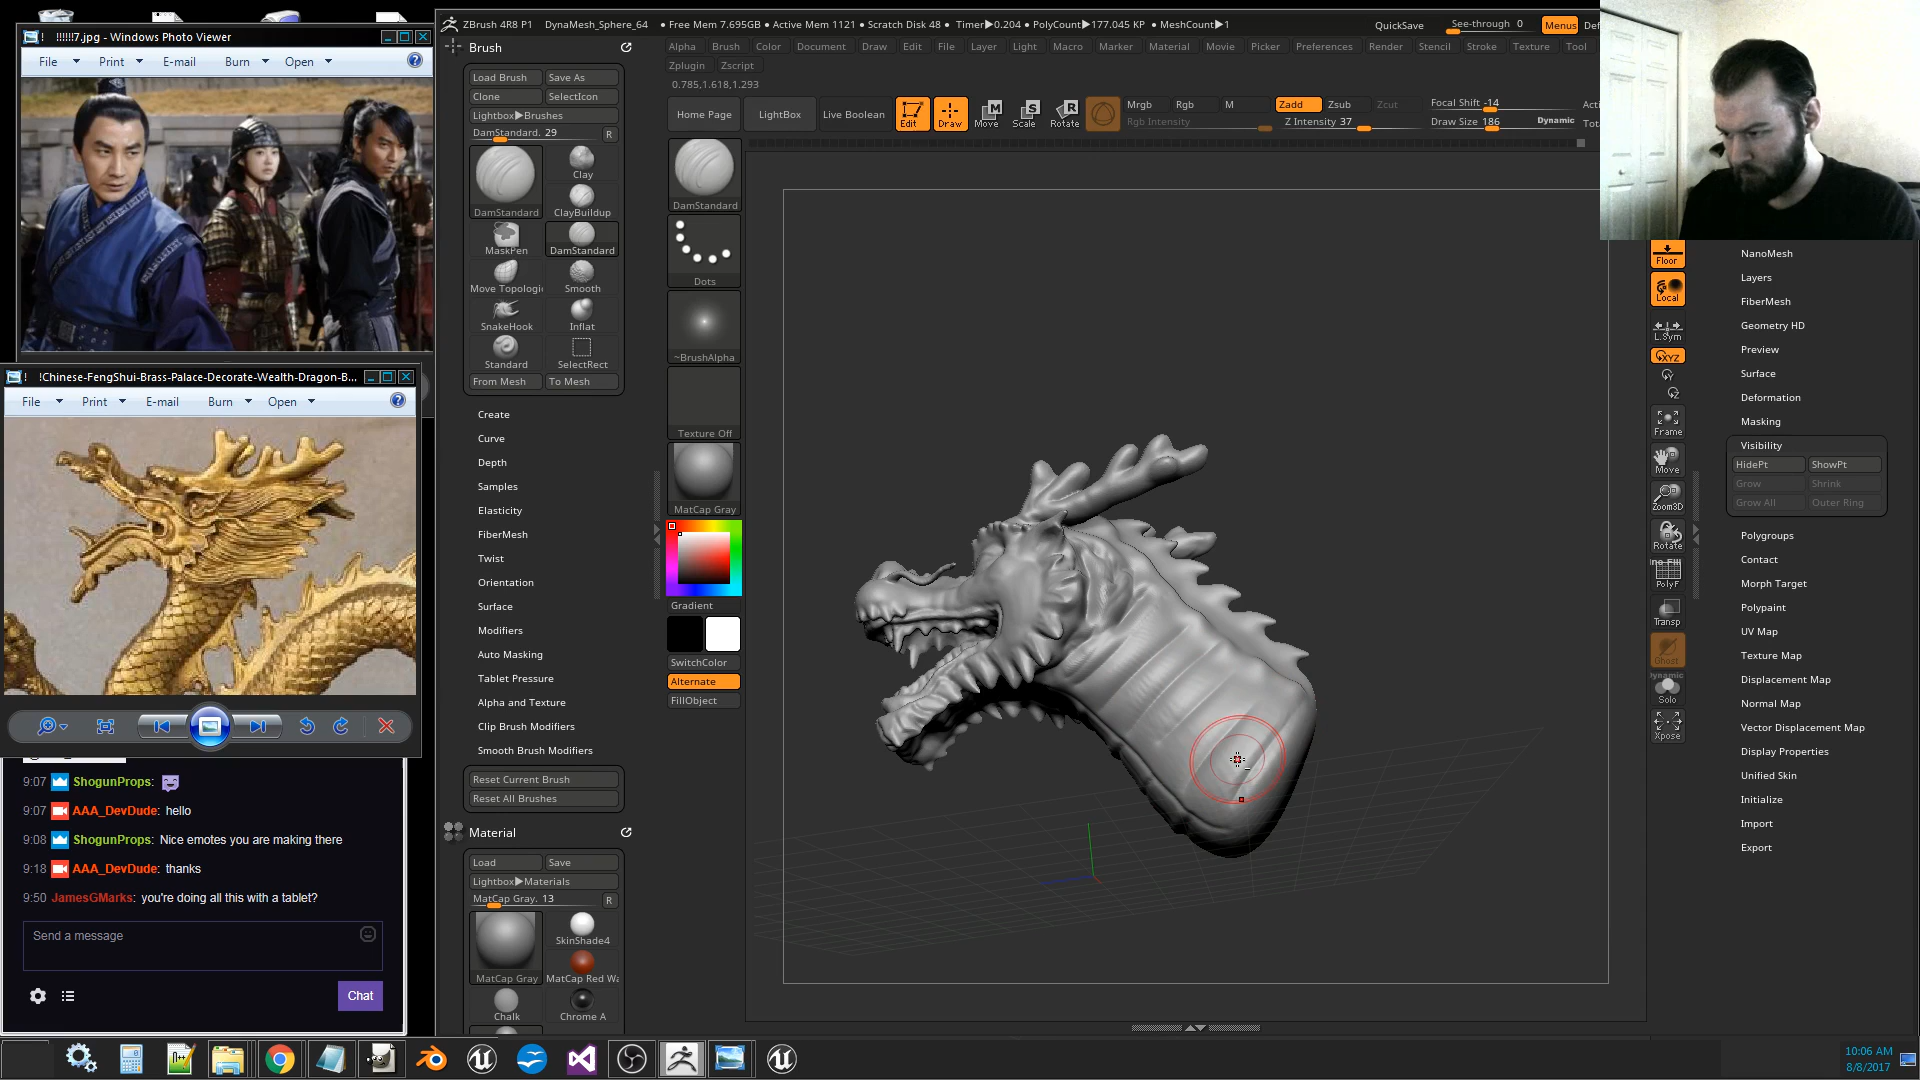 !!!!!!7.jpg - Windows Photo Viewer
File Print E-mail Burn Open
!Chinese-FengShui-Brass-Palace-Decorate-Wealth-Dragon-B...
File Print E-mail Burn Open
9:07 ShogunProps:
9:07 AAA_DevDude: hello
9:08 ShogunProps: Nice emotes you are making there
9:18 AAA_DevDude: thanks
9:50 JamesGMarks: you're doing all this with a tablet?
Send a message
Chat
ZBrush 4R8 P1 DynaMesh_Sphere_64 • Free Mem 7.695GB • Active Mem 1121 • Scratch Disk 48 • Timer▶0.204 • PolyCount▶177.045 KP • MeshCount▶1
QuickSave See-through 0 Menus
Alpha Brush Color Document Draw Edit File Layer Light Macro Marker Material Movie Picker Preferences Render Stencil Stroke Texture Tool
Zplugin Zscript
0.785,1.618,1.293
Home Page LightBox Live Boolean Edit Draw Move Scale Rotate
Mrgb Rgb M Zadd Zsub Zcut Focal Shift -14
Rgb Intensity Z Intensity 37 Draw Size 186 Dynamic
Brush
Load Brush Save As
Clone SelectIcon
Lightbox▶Brushes
DamStandard. 29 R
Clay
DamStandard ClayBuildup
MaskPen DamStandard
Move Topologi Smooth
SnakeHook Inflat
Standard SelectRect
From Mesh To Mesh
Create
Curve
Depth
Samples
Elasticity
FiberMesh
Twist
Orientation
Surface
Modifiers
Auto Masking
Tablet Pressure
Alpha and Texture
Clip Brush Modifiers
Smooth Brush Modifiers
Reset Current Brush
Reset All Brushes
Material
Load Save
Lightbox▶Materials
MatCap Gray. 13 R
SkinShade4
MatCap Gray MatCap Red Wa
Chalk Chrome A
DamStandard
Dots
~BrushAlpha
Texture Off
MatCap Gray
Gradient
SwitchColor
Alternate
FillObject
Floor
Local
L.Sym
XYZ
Frame
Move
Zoom3D
Rotate
PolyF
Transp
Ghost
Dynamic
Solo
Xpose
NanoMesh
Layers
FiberMesh
Geometry HD
Preview
Surface
Deformation
Masking
Visibility
HidePt ShowPt
Grow Shrink
Grow All Outer Ring
Polygroups
Contact
Morph Target
Polypaint
UV Map
Texture Map
Displacement Map
Normal Map
Vector Displacement Map
Display Properties
Unified Skin
Initialize
Import
Export
10:06 AM
8/8/2017